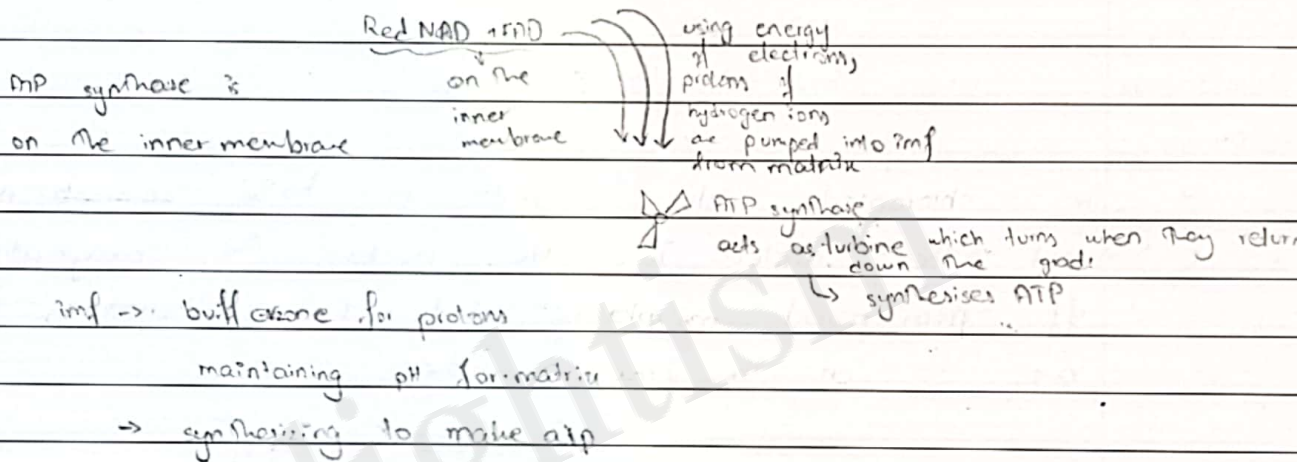 Red NAD + FAD
on the
inner
membrane
using energy
of electrons,
protons of
hydrogen ions
are pumped into imf
from matrix
ATP synthase is
on the inner membrane
ATP synthase
acts as turbine which turns when they return
down the grad:
↳ synthesises ATP
imf -> buffer zone for protons
maintaining pH for matrix
-> synthesising to make atp